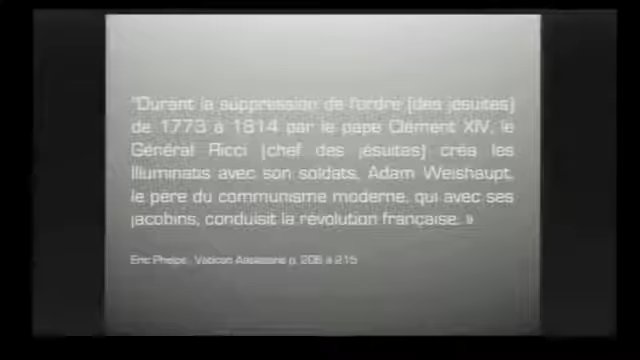 "Durant la suppression de l'ordre (des jésuites)
de 1773 à 1814 par le pape Clément XIV, le
Général Ricci (chef des jésuites) créa les
Illuminatis avec son soldats, Adam Weishaupt,
le père du communisme moderne, qui avec ses
jacobins, conduisit la révolution française. »
Eric Phelps, Vatican Assassins p. 206 à 215